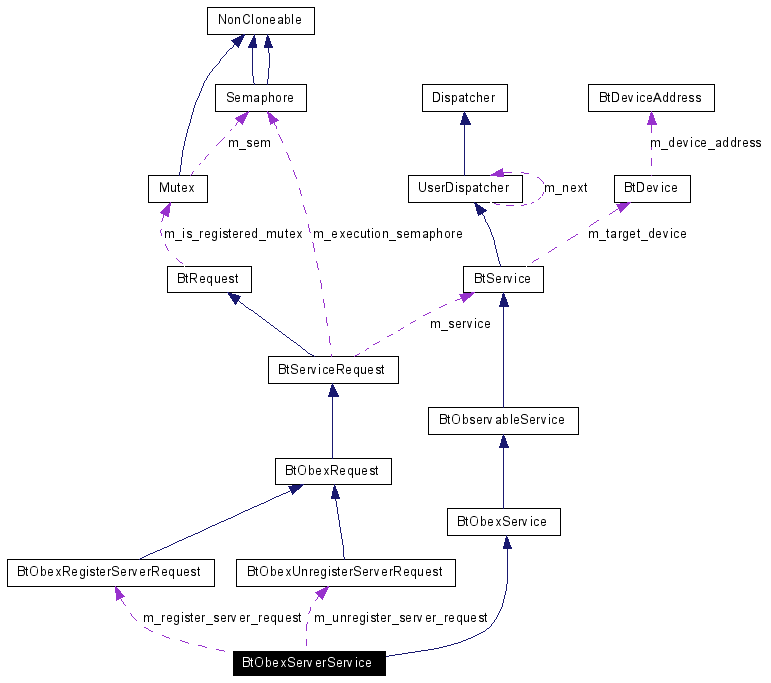 NonCloneable
Semaphore
Dispatcher
BtDeviceAddress
m_sem
m_device_address
Mutex
UserDispatcher
m_next
BtDevice
m_is_registered_mutex
m_execution_semaphore
m_target_device
BtRequest
BtService
m_service
BtServiceRequest
BtObservableService
BtObexRequest
BtObexService
BtObexRegisterServerRequest
BtObexUnregisterServerRequest
m_register_server_request
m_unregister_server_request
BtObexServerService